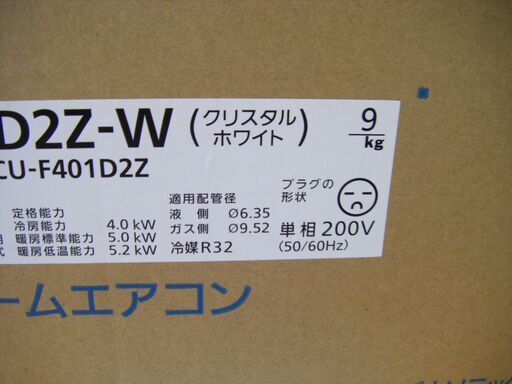 D2Z-W (クリスタルホワイト) 9/kg
CU-F401D2Z
プラグの形状
適用配管径
定格能力
液 側 Ø6.35
冷房能力 4.0 kW
ガス側 Ø9.52
暖房標準能力 5.0 kW
単相 200V
式 暖房低温能力 5.2 kW
冷媒 R32
(50/60Hz)
ームエアコン